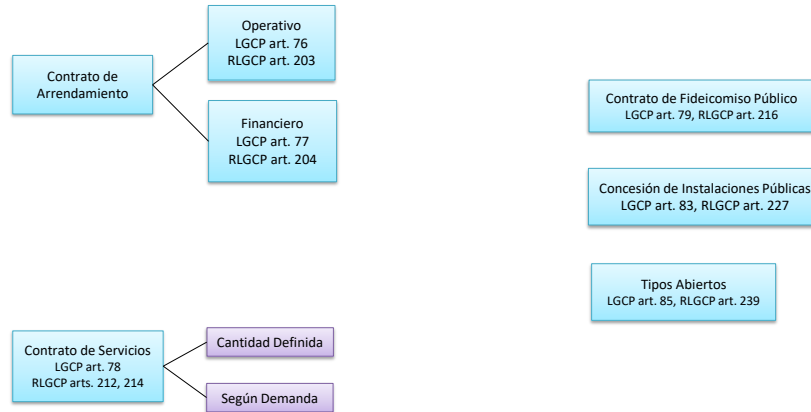 Operativo
LGCP art. 76
RLGCP art. 203
Contrato de
Arrendamiento
Financiero
LGCP art. 77
RLGCP art. 204
Contrato de Servicios
LGCP art. 78
RLGCP arts. 212, 214
Cantidad Definida
Según Demanda
Contrato de Fideicomiso Público
LGCP art. 79, RLGCP art. 216
Concesión de Instalaciones Públicas
LGCP art. 83, RLGCP art. 227
Tipos Abiertos
LGCP art. 85, RLGCP art. 239